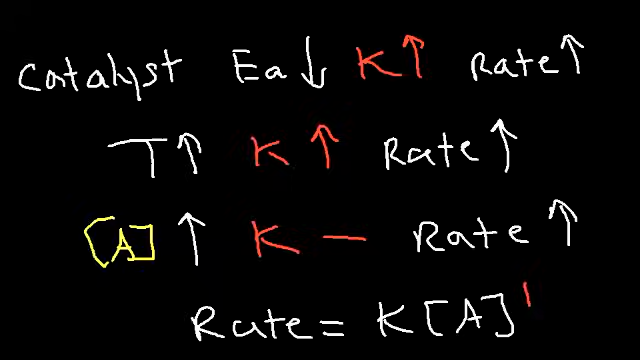 Catalyst Ea↓ K↑ Rate↑
T↑ K↑ Rate↑
[A]↑ K — Rate↑
Rate = K[A]¹